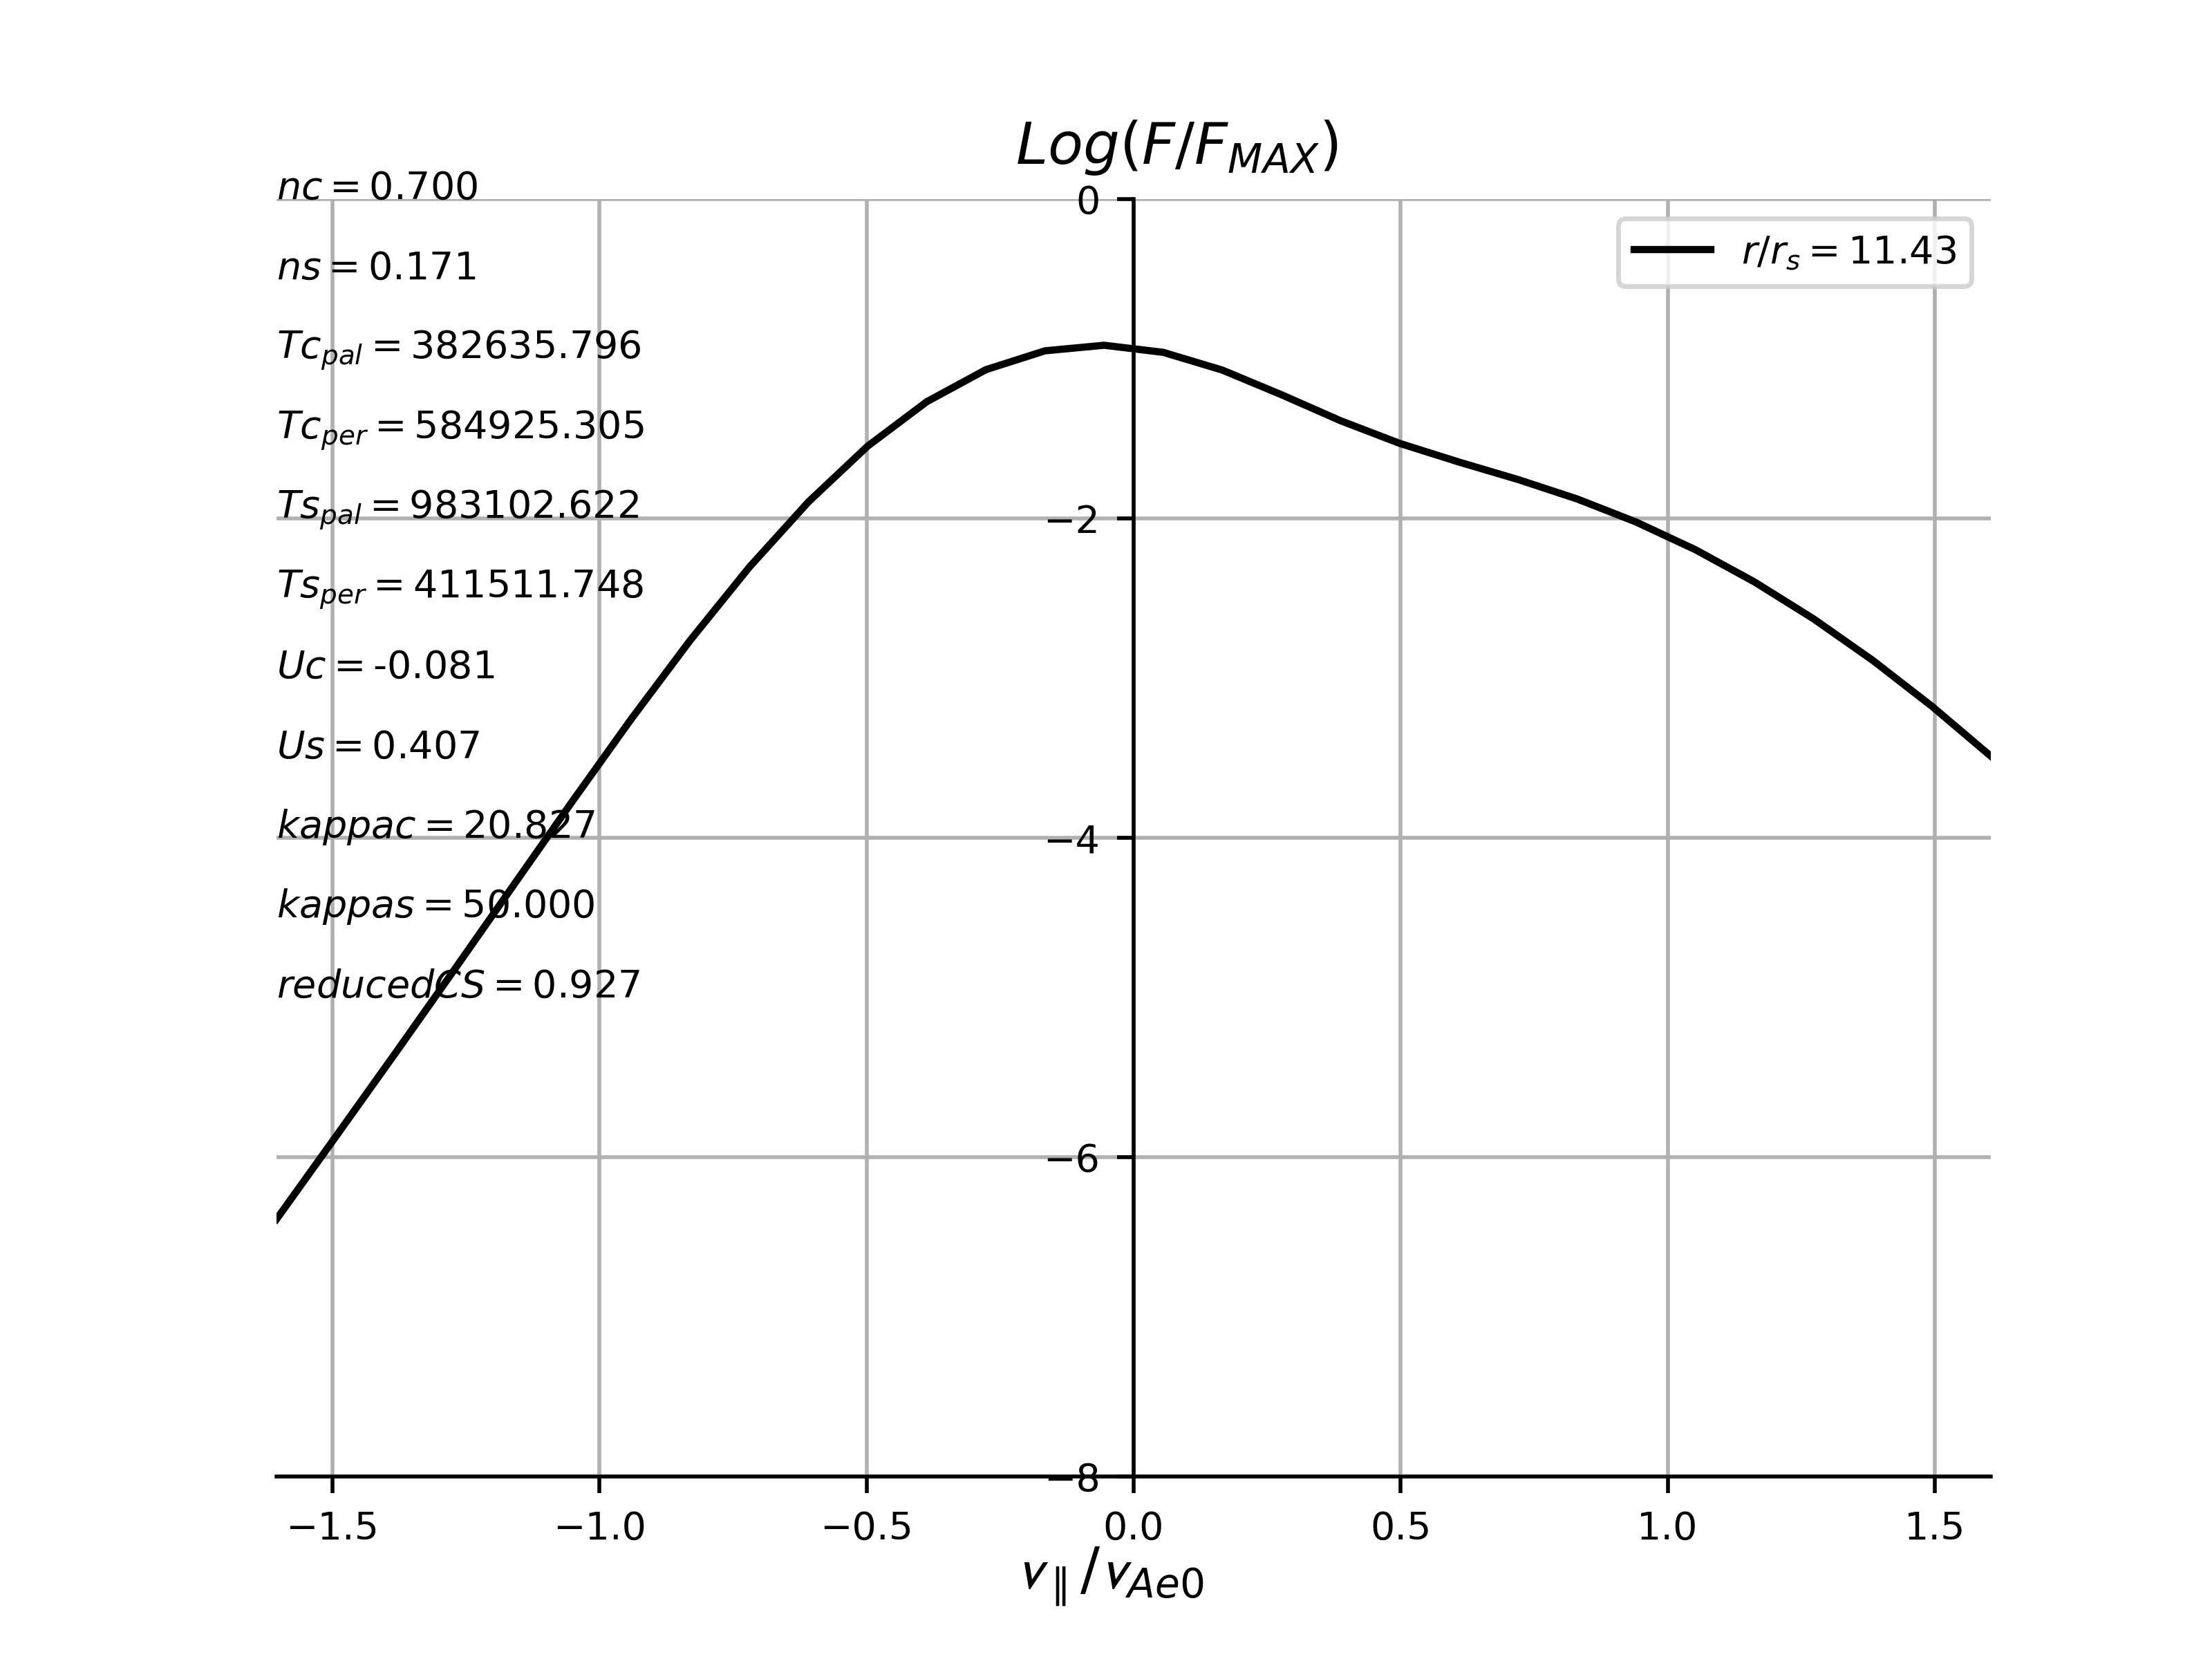 Log(F/F_MAX)
nc = 0.700
ns = 0.171
Tc_pal = 382635.796
Tc_per = 584925.305
Ts_pal = 983102.622
Ts_per = 411511.748
Uc = -0.081
Us = 0.407
kappac = 20.827
kappas = 50.000
reducedCS = 0.927
r/r_s = 11.43
0
−2
−4
−6
−8
−1.5 −1.0 −0.5 0.0 0.5 1.0 1.5
v_∥/v_Ae0